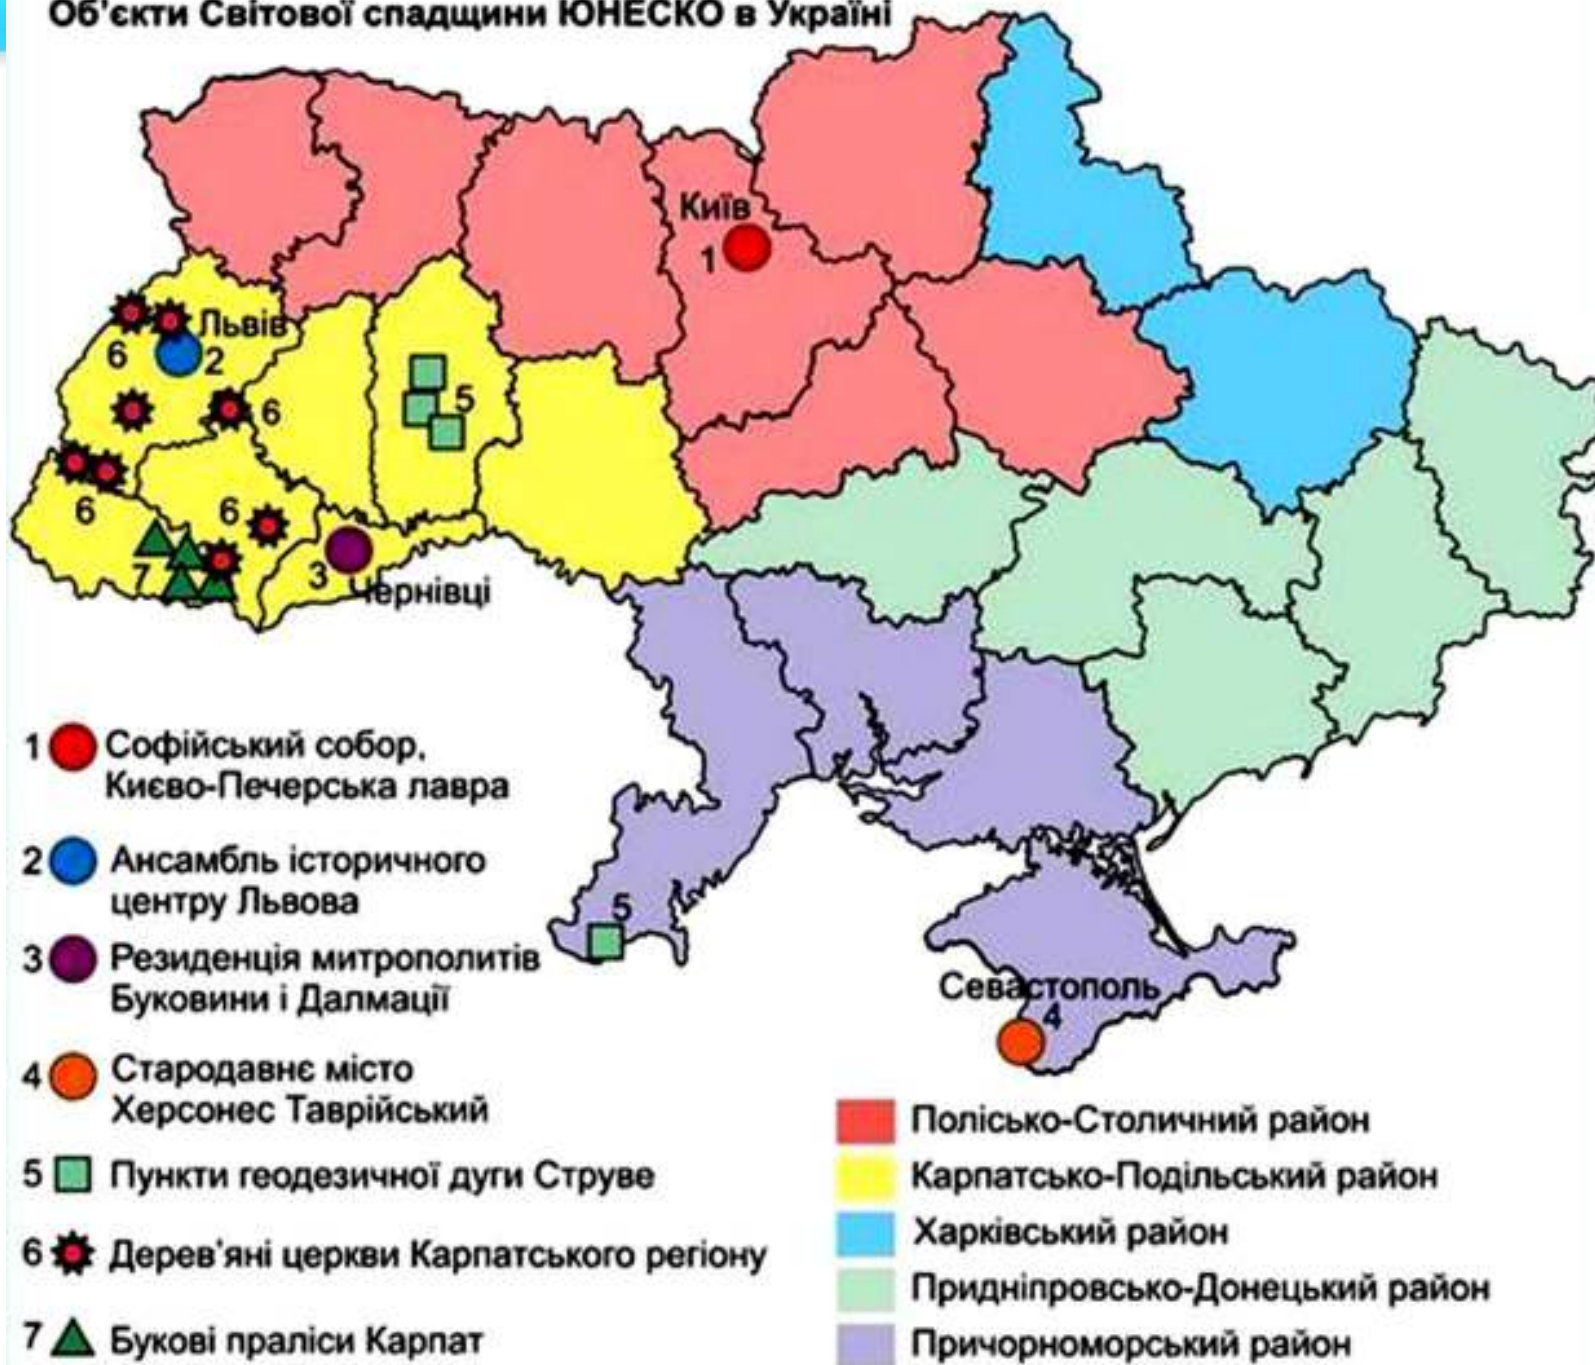 Об'єкти Світової спадщини ЮНЕСКО в Україні
Київ
1
Львів
6
2
6
5
6
6
7
3
Чернівці
5
Севастополь
4
1 Софійський собор,
Києво-Печерська лавра
2 Ансамбль історичного
центру Львова
3 Резиденція митрополитів
Буковини і Далмації
4 Стародавнє місто
Херсонес Таврійський
5 Пункти геодезичної дуги Струве
6 Дерев'яні церкви Карпатського регіону
7 Букові праліси Карпат
Полісько-Столичний район
Карпатсько-Подільський район
Харківський район
Придніпровсько-Донецький район
Причорноморський район